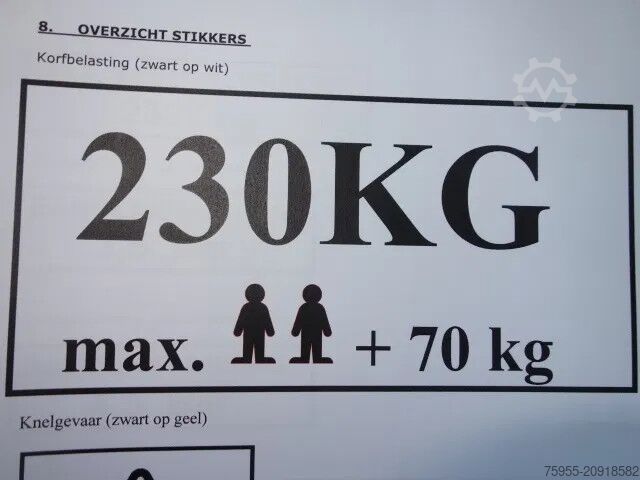 8. OVERZICHT STIKKERS
Korfbelasting (zwart op wit)
230KG
max. + 70 kg
Knelgevaar (zwart op geel)
75955-20918582